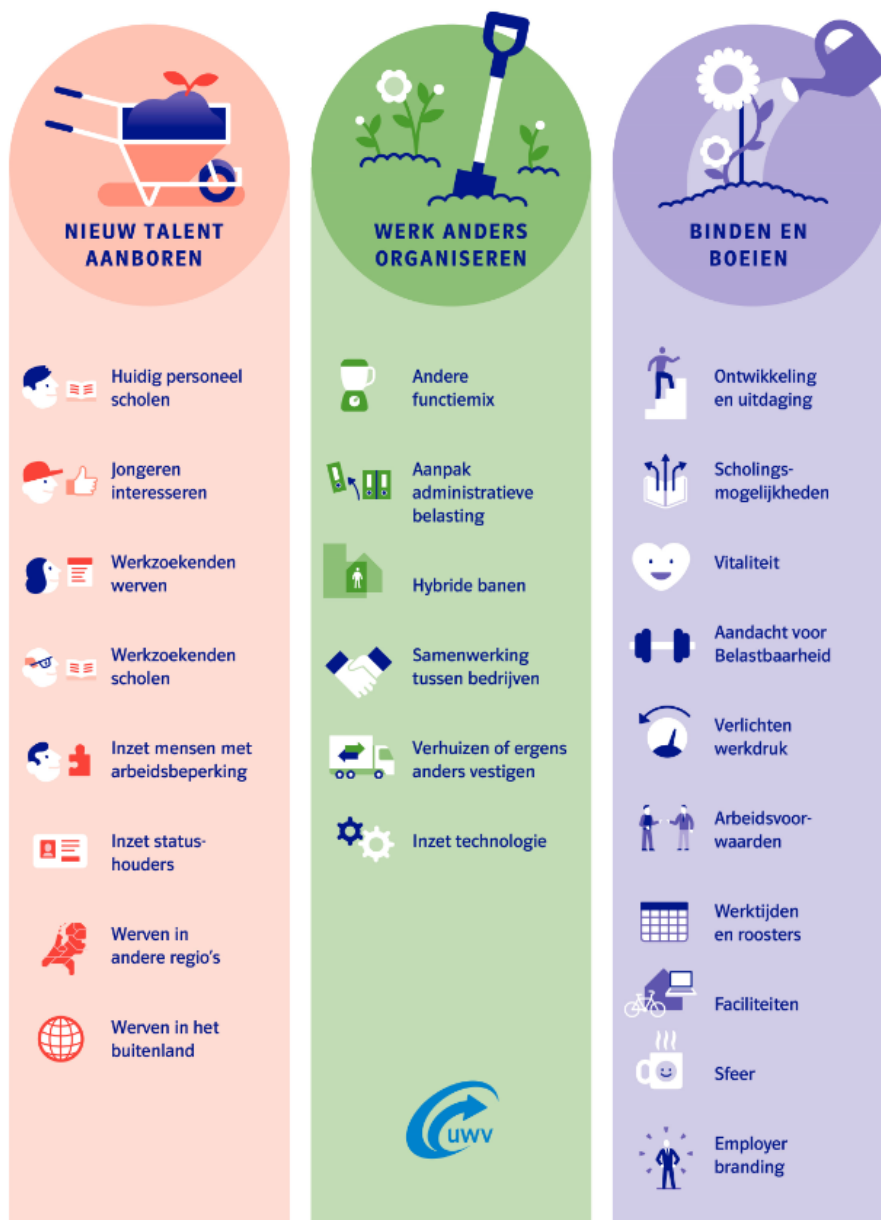 NIEUW TALENT
AANBOREN
Huidig personeel
scholen
Jongeren
interesseren
Werkzoekenden
werven
Werkzoekenden
scholen
Inzet mensen met
arbeidsbeperking
Inzet status-
houders
Werven in
andere regio's
Werven in het
buitenland
WERK ANDERS
ORGANISEREN
Andere
functiemix
Aanpak
administratieve
belasting
Hybride banen
Samenwerking
tussen bedrijven
Verhuizen of ergens
anders vestigen
Inzet technologie
UWV
BINDEN EN
BOEIEN
Ontwikkeling
en uitdaging
Scholings-
mogelijkheden
Vitaliteit
Aandacht voor
Belastbaarheid
Verlichten
werkdruk
Arbeidsvoor-
waarden
Werktijden
en roosters
Faciliteiten
Sfeer
Employer
branding